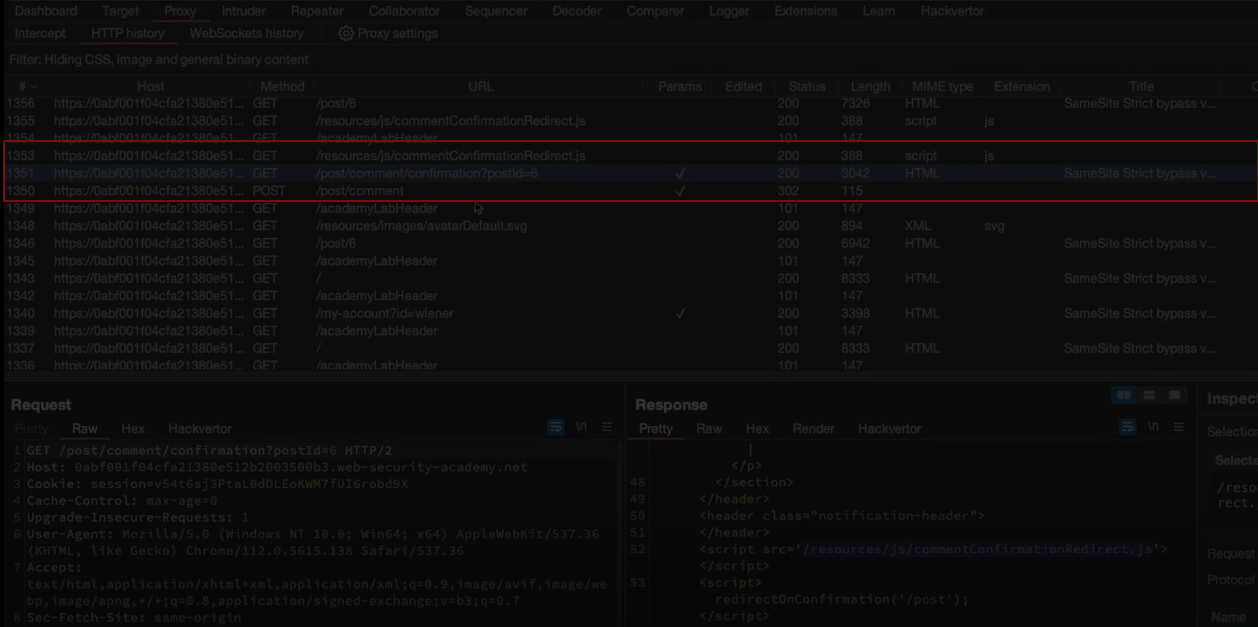 Dashboard Target Proxy Intruder Repeater Collaborator Sequencer Decoder Comparer Logger Extensions Learn Hackvertor
Intercept HTTP history WebSockets history Proxy settings
Filter: Hiding CSS, image and general binary content
# Host Method URL Params Edited Status Length MIME type Extension Title
1356 https://0abf001f04cfa21380e51... GET /post/6 200 7326 HTML SameSite Strict bypass v...
1355 https://0abf001f04cfa21380e51... GET /resources/js/commentConfirmationRedirect.js 200 388 script js
1354 https://0abf001f04cfa21380e51... GET /academyLabHeader 101 147
1353 https://0abf001f04cfa21380e51... GET /resources/js/commentConfirmationRedirect.js 200 388 script js
1351 https://0abf001f04cfa21380e51... GET /post/comment/confirmation?postId=6 ✓ 200 3042 HTML SameSite Strict bypass v...
1350 https://0abf001f04cfa21380e51... POST /post/comment ✓ 302 115
1349 https://0abf001f04cfa21380e51... GET /academyLabHeader 101 147
1348 https://0abf001f04cfa21380e51... GET /resources/images/avatarDefault.svg 200 894 XML svg
1346 https://0abf001f04cfa21380e51... GET /post/6 200 6942 HTML SameSite Strict bypass v...
1345 https://0abf001f04cfa21380e51... GET /academyLabHeader 101 147
1343 https://0abf001f04cfa21380e51... GET / 200 8333 HTML SameSite Strict bypass v...
1342 https://0abf001f04cfa21380e51... GET /academyLabHeader 101 147
1340 https://0abf001f04cfa21380e51... GET /my-account?id=wiener ✓ 200 3398 HTML SameSite Strict bypass v...
1339 https://0abf001f04cfa21380e51... GET /academyLabHeader 101 147
1337 https://0abf001f04cfa21380e51... GET / 200 8333 HTML SameSite Strict bypass v...
1336 https://0abf001f04cfa21380e51... GET /academyLabHeader 101 147
Request
Pretty Raw Hex Hackvertor \n
1 GET /post/comment/confirmation?postId=6 HTTP/2
2 Host: 0abf001f04cfa21380e512b2003500b3.web-security-academy.net
3 Cookie: session=v54t6sj3PtaL0dDLEoKWM7fUI6robd9X
4 Cache-Control: max-age=0
5 Upgrade-Insecure-Requests: 1
6 User-Agent: Mozilla/5.0 (Windows NT 10.0; Win64; x64) AppleWebKit/537.36
(KHTML, like Gecko) Chrome/112.0.5615.138 Safari/537.36
7 Accept:
text/html,application/xhtml+xml,application/xml;q=0.9,image/avif,image/we
bp,image/apng,*/*;q=0.8,application/signed-exchange;v=b3;q=0.7
8 Sec-Fetch-Site: same-origin
Response
Pretty Raw Hex Render Hackvertor \n
|
</p>
48 </section>
49 </header>
50 <header class="notification-header">
51 </header>
52 <script src='/resources/js/commentConfirmationRedirect.js'>
</script>
53 <script>
redirectOnConfirmation('/post');
</script>
Inspect
Selection
Selecte
/reso
rect.
Request
Protocol
Name